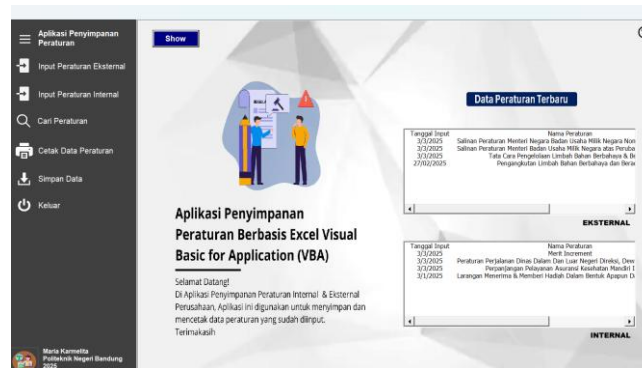 Aplikasi Penyimpanan
Peraturan
Input Peraturan Eksternal
Input Peraturan Internal
Cari Peraturan
Cetak Data Peraturan
Simpan Data
Keluar
Maria Karmelita
Politeknik Negeri Bandung
2025
Show
Aplikasi Penyimpanan
Peraturan Berbasis Excel Visual
Basic for Application (VBA)
Selamat Datang!
Di Aplikasi Penyimpanan Peraturan Internal & Eksternal
Perusahaan, Aplikasi ini digunakan untuk menyimpan dan
mencetak data peraturan yang sudah diinput.
Terimakasih
Data Peraturan Terbaru
Tanggal Input Nama Peraturan
3/3/2025 Salinan Peraturan Menteri Negara Badan Usaha Milik Negara Non
3/3/2025 Salinan Peraturan Menteri Badan Usaha Milik Negara atas Peruba
3/3/2025 Tata Cara Pengelolaan Limbah Bahan Berbahaya & Be
27/02/2025 Pengangkutan Limbah Bahan Berbahaya dan Berac
EKSTERNAL
Tanggal Input Nama Peraturan
3/3/2025 Merit Increment
3/3/2025 Peraturan Perjalanan Dinas Dalam Dan Luar Negeri Direksi, Dew
3/3/2025 Perpanjangan Pelayanan Asuransi Kesehatan Mandiri I
3/1/2025 Larangan Menerima & Memberi Hadiah Dalam Bentuk Apapun D
INTERNAL